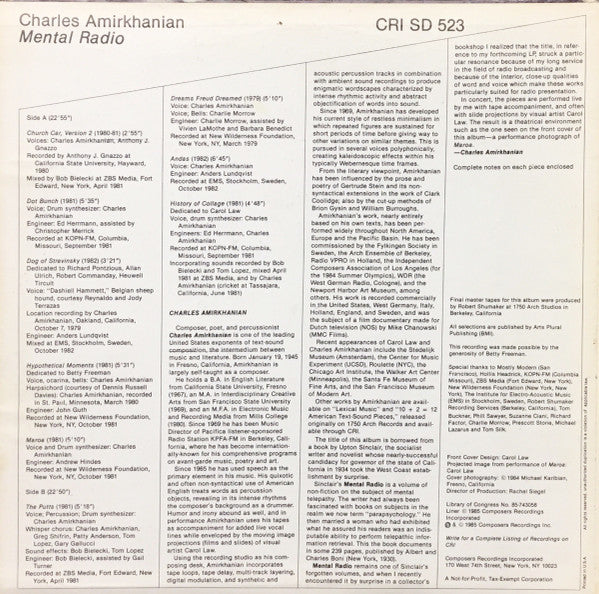 Charles Amirkhanian
Mental Radio
CRI SD 523
Side A (22'55")
Church Car, Version 2 (1980-81) (2'55")
Voices: Charles Amirkhanian, Anthony J.
Gnazzo
Recorded by Anthony J. Gnazzo at
California State University, Hayward,
1980
Mixed by Bob Bielecki at ZBS Media, Fort
Edward, New York, April 1981
Dot Bunch (1981) (5'35")
Voice, drum synthesizer: Charles
Amirkhanian
Engineer: Ed Herrmann, assisted by
Christopher Merrick
Recorded at KOPN-FM, Columbia,
Missouri, September 1981
Dog of Stravinsky (1982) (3'21")
Dedicated to Richard Pontzious, Allan
Ulrich, Robert Commanday, Heuwell
Tircuit
Voice: "Dashiell Hammett," Belgian sheep
hound, courtesy Reynaldo and Jody
Terrazas
Location recording by Charles
Amirkhanian, Oakland, California,
October 7, 1979
Engineer: Anders Lundqvist
Mixed at EMS, Stockholm, Sweden,
October 1982
Hypothetical Moments (1981) (5'31")
Dedicated to Betty Freeman
Voice, ocarina, bells: Charles Amirkhanian
Harpsichord (courtesy of Dennis Russell
Davies): Charles Amirkhanian, recorded
in St. Paul, Minnesota, March 1980
Engineer: John Guth
Recorded at New Wilderness Foundation,
New York, NY, October 1981
Maroa (1981) (5'10")
Voice and Drum synthesizer: Charles
Amirkhanian
Engineer: Andrew Hindes
Recorded at New Wilderness Foundation,
New York, NY, October 1981
Side B (22'50")
The Putts (1981) (5'18")
Voice; Percussion, Drum synthesizer:
Charles Amirkhanian
Whisper chorus: Charles Amirkhanian,
Greg Shifrin, Patty Anderson, Tom
Lopez, Gary Gallucci
Sound effects: Bob Bielecki, Tom Lopez
Engineer: Bob Bielecki, assisted by Gail
Turner
Recorded at ZBS Media, Fort Edward, New
York, April 1981
Dreams Freud Dreamed (1979) (5'10")
Voice: Charles Amirkhanian
Voice, Bells: Charlie Morrow
Engineer: Charlie Morrow, assisted by
Vivien LaMothe and Barbara Benedict
Recorded at New Wilderness Foundation,
New York, NY, March 1979
Andas (1982) (6'45")
Voice: Charles Amirkhanian
Engineer: Anders Lundqvist
Recorded at EMS, Stockholm, Sweden,
October 1982
History of Collage (1981) (4'48")
Dedicated to Carol Law
Voice, Drum synthesizer: Charles
Amirkhanian
Recorded at KOPN-FM, Columbia,
Missouri, September 1981
Incorporating sounds recorded by Bob
Bielecki and Tom Lopez, mixed April
1981 at ZBS Media, and by Charles
Amirkhanian (cricket at Tassajara,
California, June 1981)
CHARLES AMIRKHANIAN
Composer, poet, and percussionist
Charles Amirkhanian is one of the leading
United States exponents of text-sound
composition, the intermedium between
music and literature. Born January 19, 1945
in Fresno, California, Amirkhanian is
largely self-taught as a composer.
He holds a B.A. in English Literature
from California State University, Fresno
(1967), an M.A. in Interdisciplinary Creative
Arts from San Francisco State University
(1969), and an M.F.A. in Electronic Music
and Recording Media from Mills College
(1980). Since 1969 he has been Music
Director of Pacifica listener-sponsored
Radio Station KPFA-FM in Berkeley, Cali-
fornia, where he has become internation-
ally-known for his comprehensive programs
on avant-garde music, poetry and art.
Since 1965 he has used speech as the
primary element in his music. His quixotic
and often non-syntactical use of American
English treats words as percussion
objects, revealing in its intense rhythms
the composer's background as a drummer.
Humor and irony abound as well, and in
performance Amirkhanian uses his tapes
as accompaniment for added live vocal
lines while enveloped by the moving image
projections (films and slides) of visual
artist Carol Law.
Using the recording studio as his com-
posing desk, Amirkhanian incorporates
tape loops, tape delay, multi-track layering,
digital modulation, and synthetic and
acoustic percussion tracks in combination
with ambient sound recordings to produce
enigmatic wordscapes characterized by
intense rhythmic activity and abstract
objectification of words into sound.
Since 1969, Amirkhanian has developed
his current style of restless minimalism in
which repeated figures are sustained for
short periods of time before giving way to
other variations on similar themes. This is
pursued in several voices polyphonically,
creating kaleidoscopic effects within his
typically Webernesque time frames.
From the literary viewpoint, Amirkhanian
has been influenced by the prose and
poetry of Gertrude Stein and its non-
syntactical extensions in the work of Clark
Coolidge; also by the cut-up methods of
Brion Gysin and William Burroughs.
Amirkhanian's work, nearly entirely
based on his own texts, has been per-
formed widely throughout North America,
Europe and the Pacific Basin. He has been
commissioned by the Fylkingen Society in
Sweden, the Arch Ensemble of Berkeley,
Radio VPRO in Holland, the Independent
Composers Association of Los Angeles (for
the 1984 Summer Olympics), WDR (the
West German Radio, Cologne), and the
Newport Harbor Art Museum, among
others. His work is recorded commercially
in the United States, West Germany, Italy,
Holland, England, and Sweden, and was
the subject of a film documentary made for
Dutch television (NOS) by Mike Chanowski
(MMC Films).
Recent appearances of Carol Law and
Charles Amirkhanian include the Stedelijk
Museum (Amsterdam), the Center for Music
Experiment (UCSD), Roulette (NYC), the
Chicago Art Institute, the Walker Art Center
(Minneapolis), the Santa Fe Museum of
Fine Arts, and the San Francisco Museum
of Modern Art.
Other works by Amirkhanian are avail-
able on "Lexical Music" and "10 + 2 = 12
American Text-Sound Pieces," released
originally on 1750 Arch Records and avail-
able through CRI.
The title of this album is borrowed from
a book by Upton Sinclair, the socialist
writer and novelist whose nearly-successful
candidacy for governor of the state of Cali-
fornia in 1934 took the West Coast estab-
lishment by surprise.
Sinclair's Mental Radio is a volume of
non-fiction on the subject of mental
telepathy. The writer had always been
fascinated with books on subjects in the
realm we now term "parapsychology." He
then married a woman who had exhibited
what he assured his readers was an indis-
putable ability to perform telepathic infor-
mation retrieval. This the book documents
in some 239 pages, published by Albert and
Charles Boni (New York, 1930).
Mental Radio remains one of Sinclair's
forgotten volumes, and when I recently
encountered it by surprise in a collector's
bookshop I realized that the title, in refer-
ence to my forthcoming LP, struck a partic-
ular resonance because of my long service
in the field of radio broadcasting and
because of the interior, close-up qualities
of word and voice which make these works
particularly suited for radio presentation.
In concert, the pieces are performed live
by me with tape accompaniment, and often
with slide projections by visual artist Carol
Law. The result is a theatrical environment
such as the one seen on the front cover of
this album—a performance photograph of
Maroa.
—Charles Amirkhanian
Complete notes on each piece enclosed
Final master tapes for this album were produced
by Robert Shumaker at 1750 Arch Studios in
Berkeley, California
All selections are published by Arts Plural
Publishing (BMI).
This recording was made possible by the
generosity of Betty Freeman.
Special thanks to Mostly Modern (San
Francisco), Hollis Headrick, KOPN-FM (Columbia
Missouri), ZBS Media (Fort Edward, New York),
New Wilderness Foundation (New York, New
York), The Institute for Electro-Acoustic Music
(EMS) in Stockholm, Sweden, Robert Shumaker
Recording Services (Berkeley, California), Tom
Buckner, Phill Sawyer, Suzanne Ciani, Richard
Factor, Charlie Morrow, Prescott Stone, Michael
Lazarus and Tom Silk.
Front Cover Design: Carol Law
Projected image from performance of Maroa:
Carol Law
Cover photography: © 1984 Michael Karibian,
Fresno, California
Director of Production: Rachel Siegel
Library of Congress No. 85-743058
Liner © 1985 Composers Recordings
Incorporated
℗ & © 1985 Composers Recordings Inc.
Write for a Complete Listing of Recordings on
CRI
Composers Recordings Incorporated
170 West 74th Street, New York, NY 10023
A Not-for-Profit, Tax-Exempt Corporation
Printed in U.S.A.